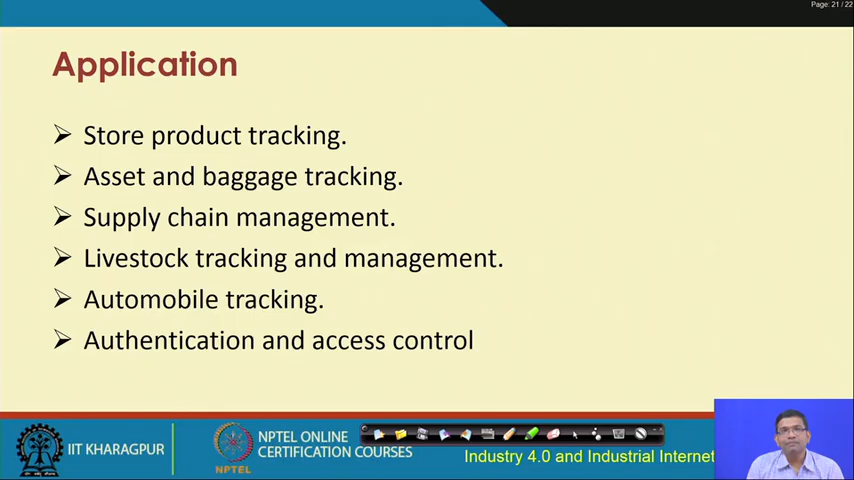 Page: 21 / 22
Application
Store product tracking.
Asset and baggage tracking.
Supply chain management.
Livestock tracking and management.
Automobile tracking.
Authentication and access control
IIT KHARAGPUR
NPTEL
NPTEL ONLINE
CERTIFICATION COURSES
Industry 4.0 and Industrial Internet